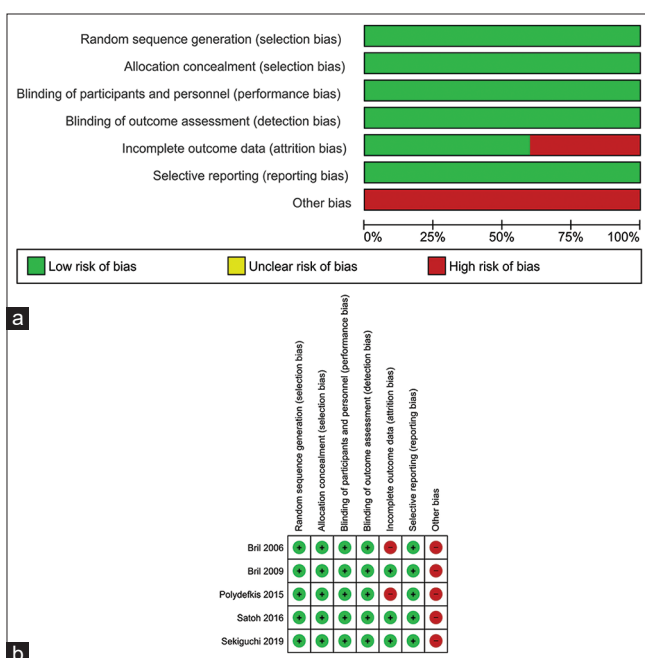 Random sequence generation (selection bias)
Allocation concealment (selection bias)
Blinding of participants and personnel (performance bias)
Blinding of outcome assessment (detection bias)
Incomplete outcome data (attrition bias)
Selective reporting (reporting bias)
Other bias
0% 25% 50% 75% 100%
Low risk of bias Unclear risk of bias High risk of bias
a
Random sequence generation (selection bias)
Allocation concealment (selection bias)
Blinding of participants and personnel (performance bias)
Blinding of outcome assessment (detection bias)
Incomplete outcome data (attrition bias)
Selective reporting (reporting bias)
Other bias
Bril 2006 + + + + - + -
Bril 2009 + + + + + + -
Polydefkis 2015 + + + + - + -
Satoh 2016 + + + + + + -
Sekiguchi 2019 + + + + + + -
b